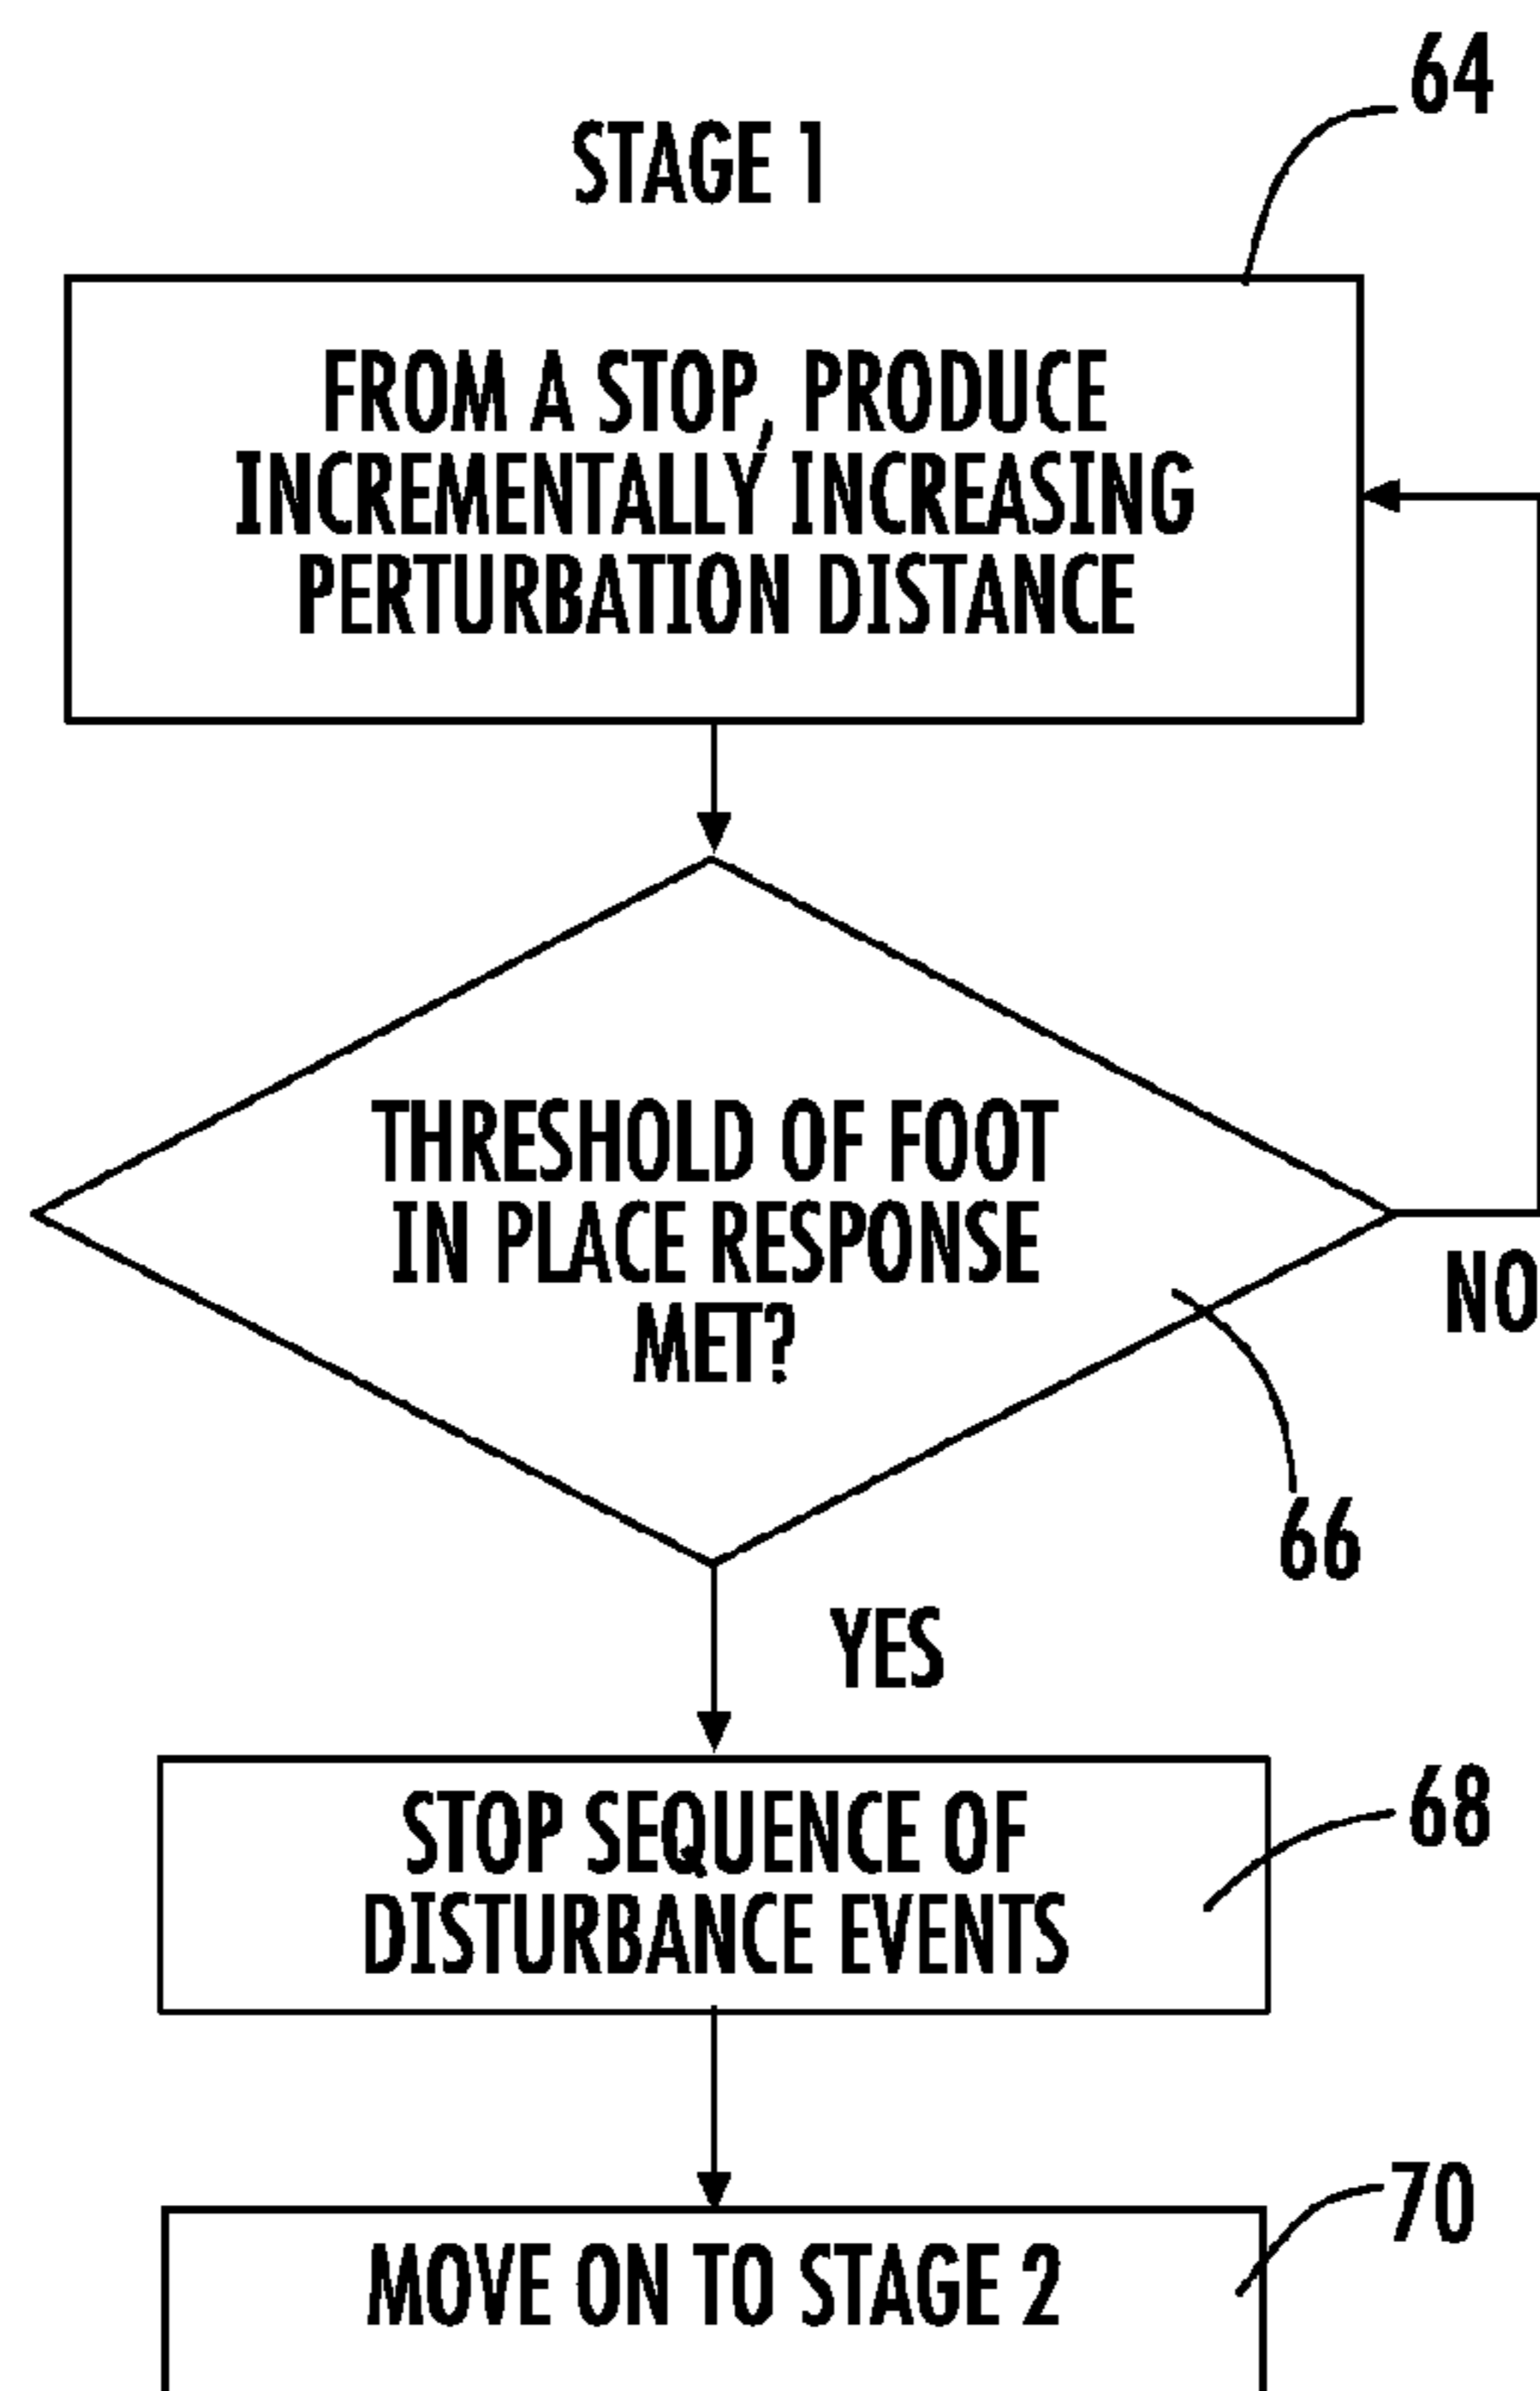 64
STAGE 1
FROM A STOP, PRODUCE
INCREMENTALLY INCREASING
PERTURBATION DISTANCE
THRESHOLD OF FOOT
IN PLACE RESPONSE
MET?
NO
66
YES
STOP SEQUENCE OF
DISTURBANCE EVENTS
68
70
MOVE ON TO STAGE 2